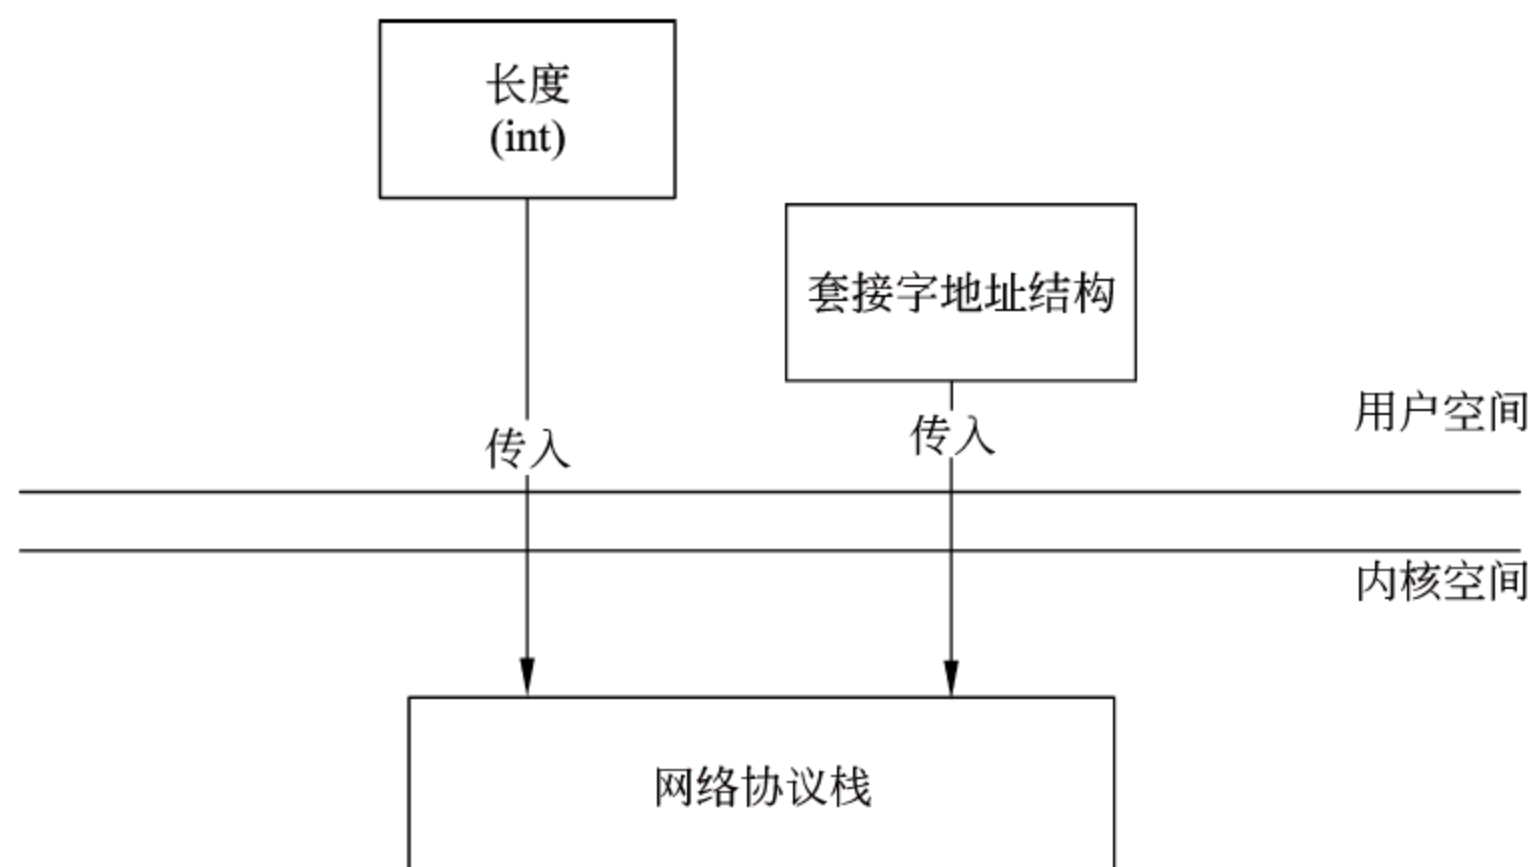 长度
(int)
套接字地址结构
用户空间
传入
传入
内核空间
网络协议栈